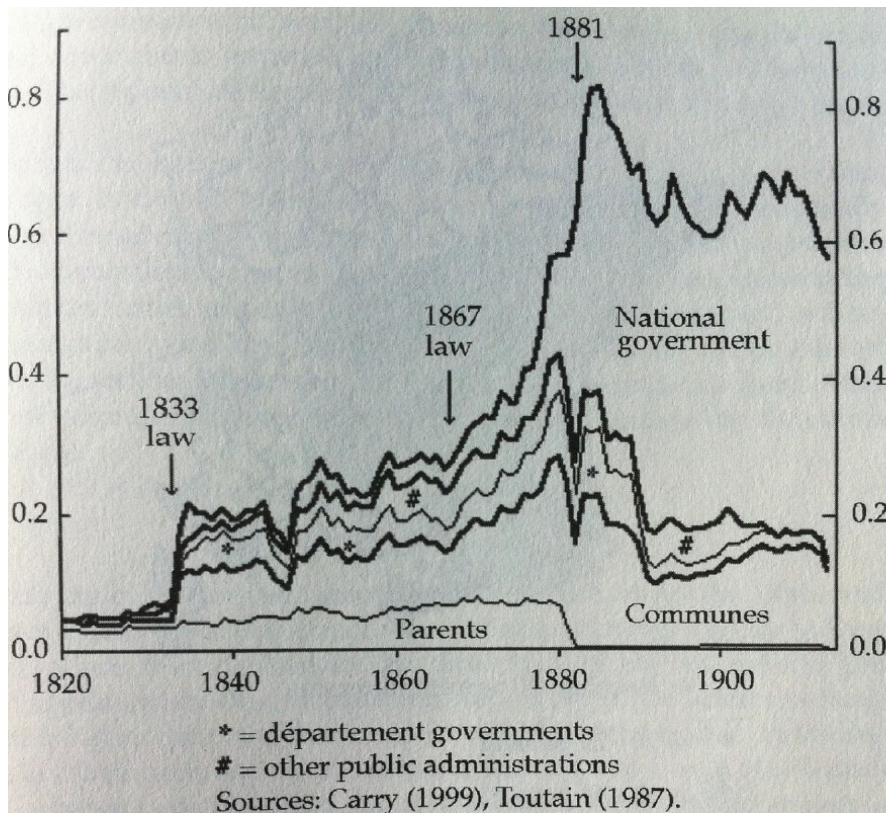 1881
0.8
0.8
0.6
0.6
National
government
1867
law
0.4
0.4
1833
law
*
#
0.2
0.2
*
*
#
Parents
Communes
0.0
0.0
1820
1840
1860
1880
1900
* = département governments
# = other public administrations
Sources: Carry (1999), Toutain (1987).